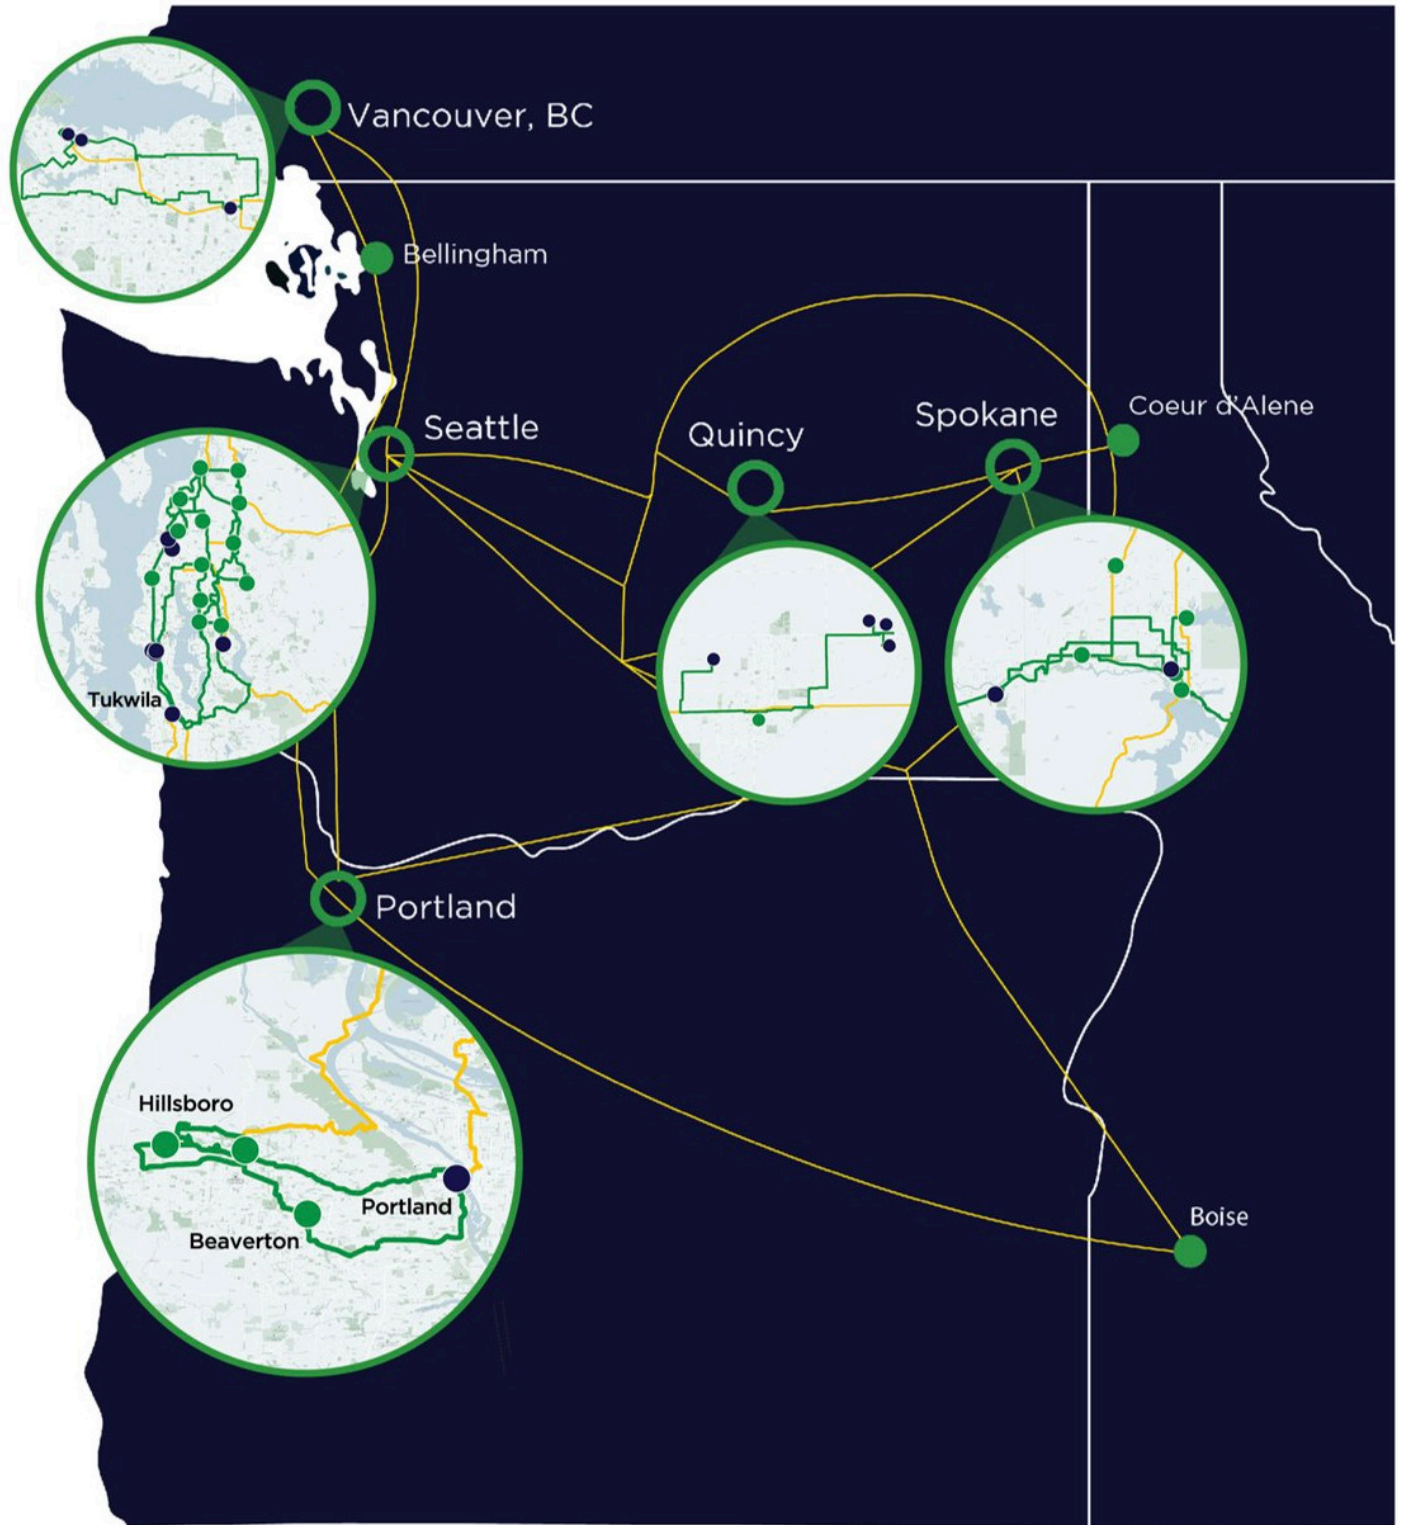 Vancouver, BC
Bellingham
Seattle
Quincy
Spokane
Coeur d'Alene
Tukwila
Portland
Hillsboro
Portland
Beaverton
Boise